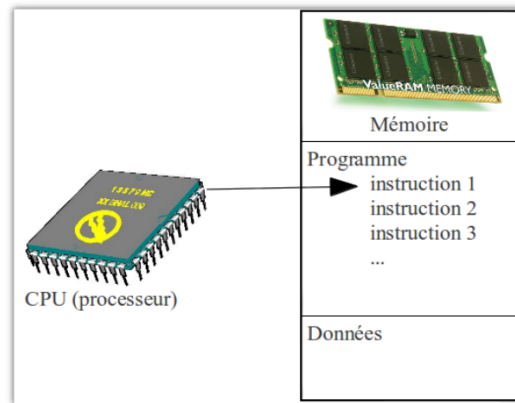 ValueRAM MEMORY
Mémoire
Programme
instruction 1
instruction 2
instruction 3
...
CPU (processeur)
Données